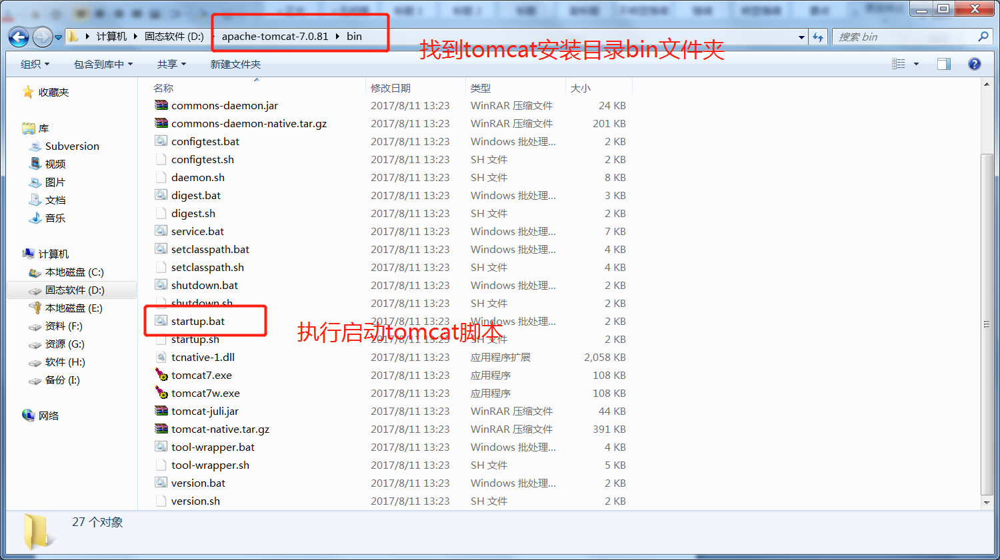 计算机 固态软件 (D:) apache-tomcat-7.0.81 bin
搜索 bin
找到tomcat安装目录bin文件夹
组织 包含到库中 共享 新建文件夹
收藏夹
库
Subversion
视频
图片
文档
音乐
计算机
本地磁盘 (C:)
固态软件 (D:)
本地磁盘 (E:)
资料 (F:)
资源 (G:)
软件 (H:)
备份 (I:)
网络
名称 修改日期 类型 大小
commons-daemon.jar 2017/8/11 13:23 WinRAR 压缩文件 24 KB
commons-daemon-native.tar.gz 2017/8/11 13:23 WinRAR 压缩文件 201 KB
configtest.bat 2017/8/11 13:23 Windows 批处理... 2 KB
configtest.sh 2017/8/11 13:23 SH 文件 2 KB
daemon.sh 2017/8/11 13:23 SH 文件 8 KB
digest.bat 2017/8/11 13:23 Windows 批处理... 3 KB
digest.sh 2017/8/11 13:23 SH 文件 2 KB
service.bat 2017/8/11 13:23 Windows 批处理... 7 KB
setclasspath.bat 2017/8/11 13:23 Windows 批处理... 4 KB
setclasspath.sh 2017/8/11 13:23 SH 文件 4 KB
shutdown.bat 2017/8/11 13:23 Windows 批处理... 2 KB
shutdown.sh 2017/8/11 13:23 SH 文件 2 KB
startup.bat 2017/8/11 13:23 Windows 批处理... 2 KB
执行启动tomcat脚本
startup.sh 2017/8/11 13:23 SH 文件 2 KB
tcnative-1.dll 2017/8/11 13:23 应用程序扩展 2,058 KB
tomcat7.exe 2017/8/11 13:23 应用程序 108 KB
tomcat7w.exe 2017/8/11 13:23 应用程序 108 KB
tomcat-juli.jar 2017/8/11 13:23 WinRAR 压缩文件 44 KB
tomcat-native.tar.gz 2017/8/11 13:23 WinRAR 压缩文件 391 KB
tool-wrapper.bat 2017/8/11 13:23 Windows 批处理... 4 KB
tool-wrapper.sh 2017/8/11 13:23 SH 文件 5 KB
version.bat 2017/8/11 13:23 Windows 批处理... 2 KB
version.sh 2017/8/11 13:23 SH 文件 2 KB
27 个对象